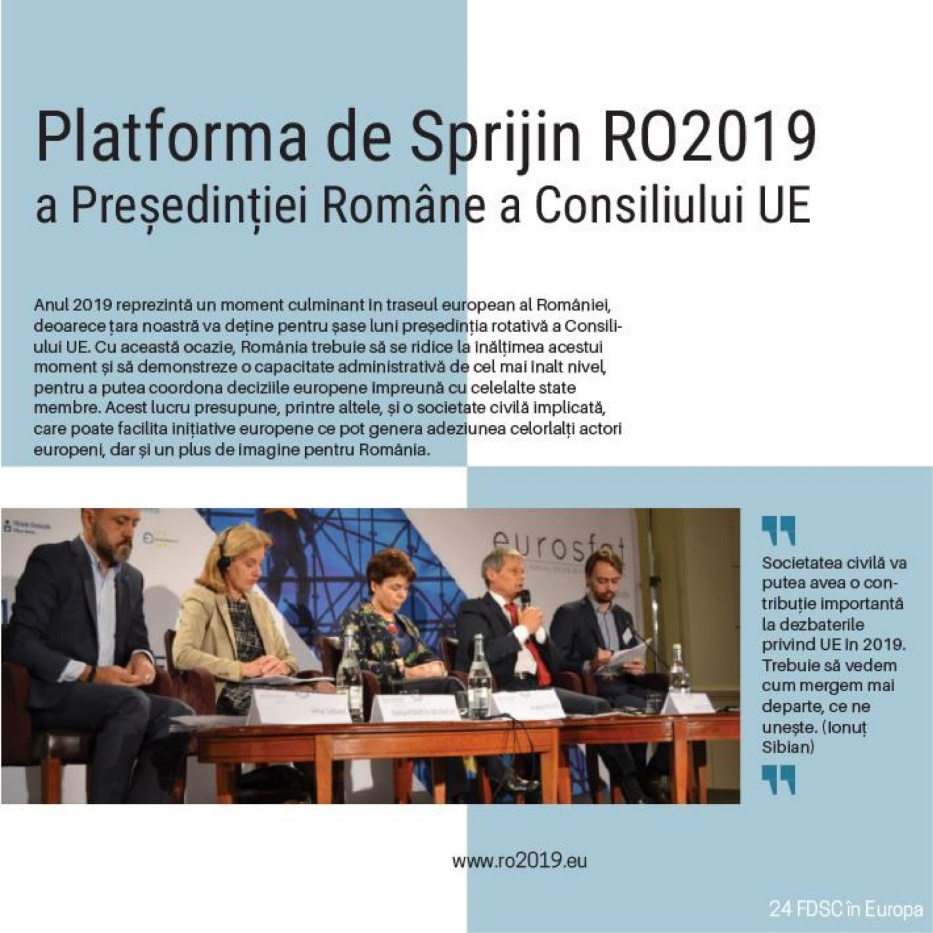 Platforma de Sprijin RO2019
a Președinției Române a Consiliului UE
Anul 2019 reprezintă un moment culminant în traseul european al României,
deoarece țara noastră va deține pentru șase luni președinția rotativă a Consili-
ului UE. Cu această ocazie, România trebuie să se ridice la înălțimea acestui
moment și să demonstreze o capacitate administrativă de cel mai înalt nivel,
pentru a putea coordona deciziile europene împreună cu celelalte state
membre. Acest lucru presupune, printre altele, și o societate civilă implicată,
care poate facilita inițiative europene ce pot genera adeziunea celorlalți actori
europeni, dar și un plus de imagine pentru România.
eurosfat
Societatea civilă va
putea avea o con-
tribuție importantă
la dezbaterile
privind UE în 2019.
Trebuie să vedem
cum mergem mai
departe, ce ne
unește. (Ionuț
Sibian)
www.ro2019.eu
24 FDSC în Europa